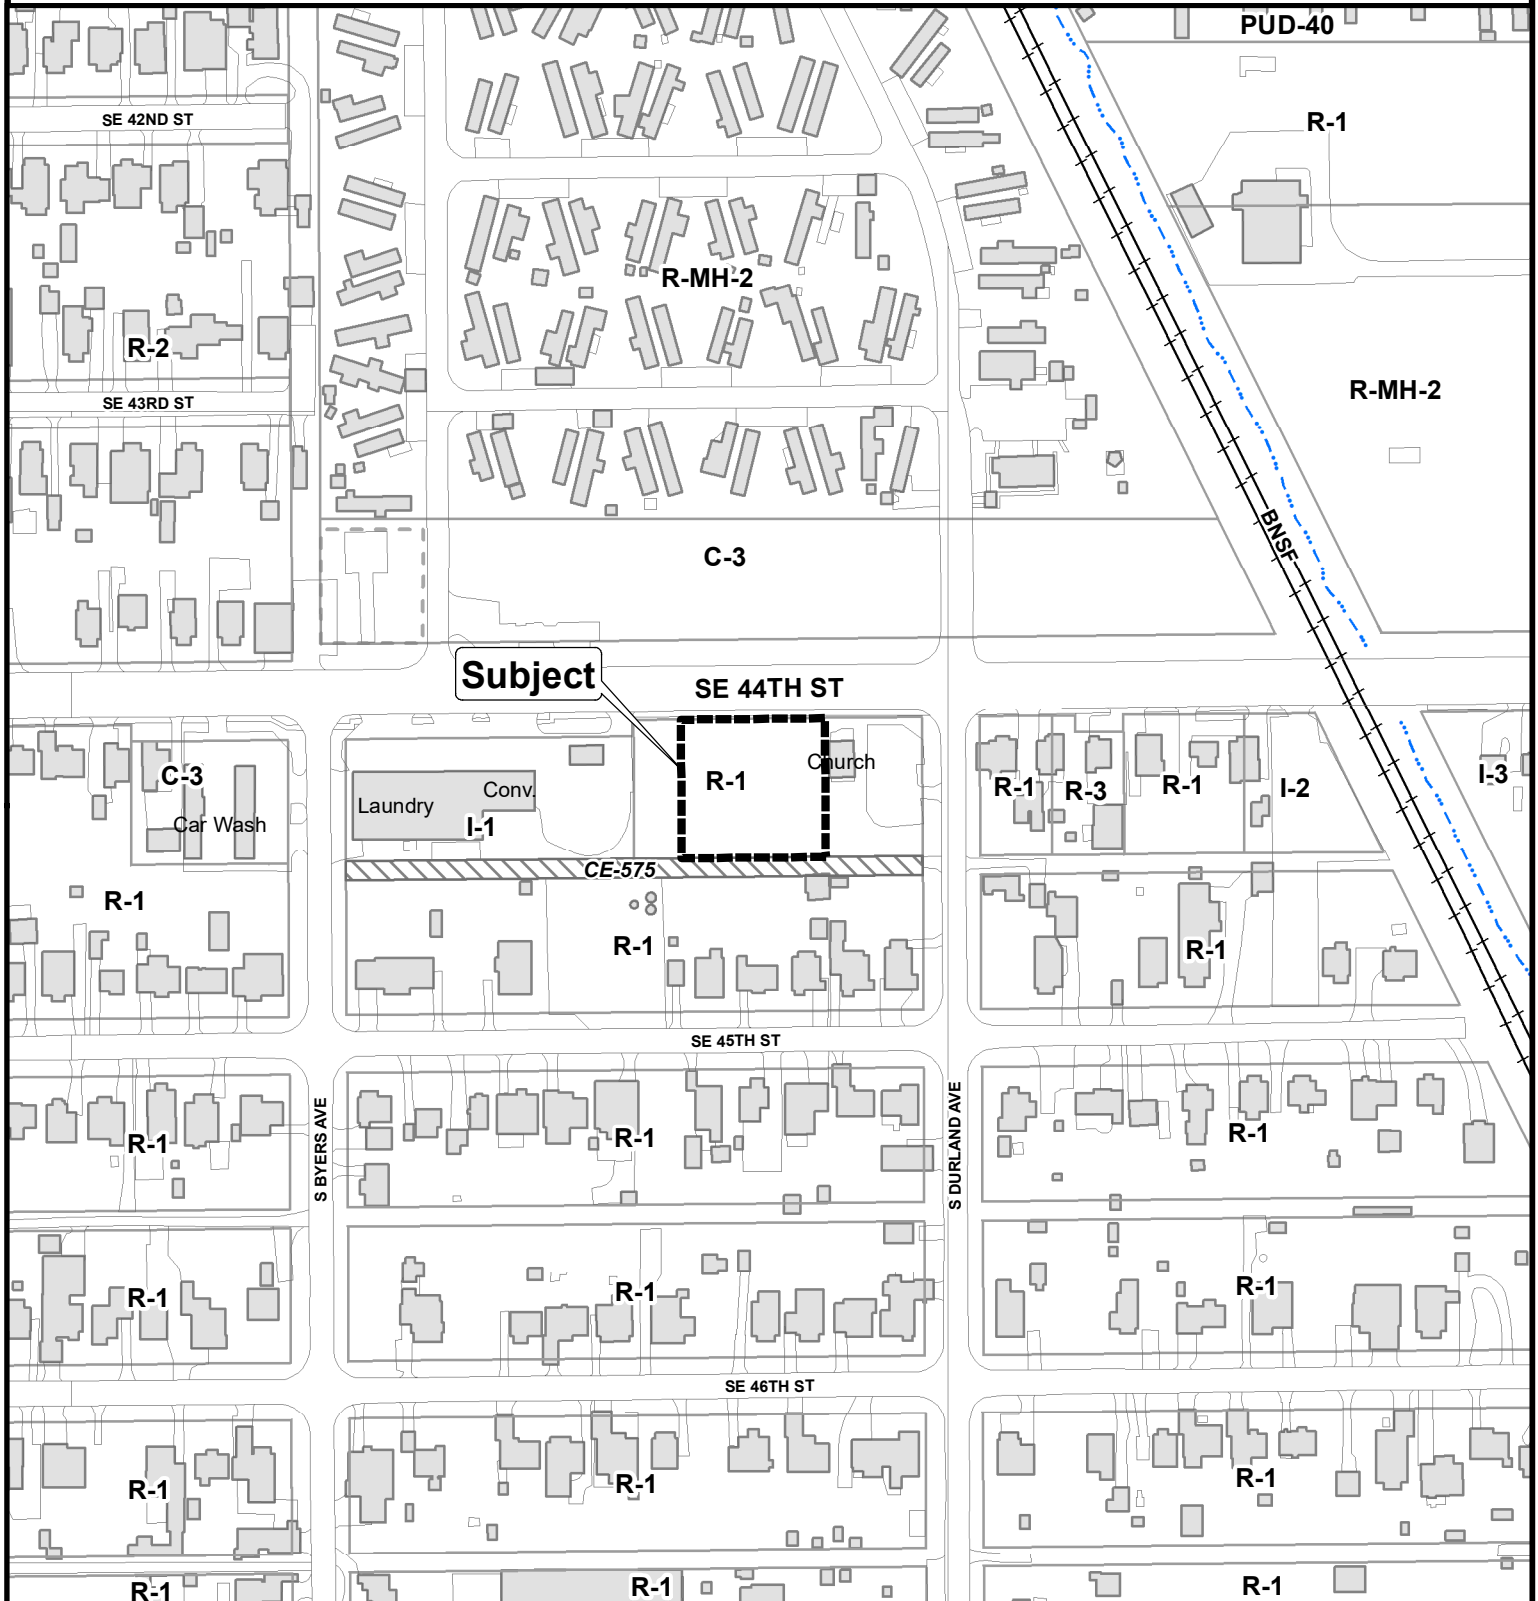 PUD-40
SE 42ND ST
R-1
R-MH-2
R-2
R-MH-2
SE 43RD ST
BNSF
C-3
Subject
SE 44TH ST
Church
C-3
R-1
R-1
R-3
R-1
I-2
I-3
Laundry
Conv.
Car Wash
I-1
CE-575
R-1
R-1
R-1
SE 45TH ST
S BYERS AVE
S DURLAND AVE
R-1
R-1
R-1
R-1
R-1
R-1
SE 46TH ST
R-1
R-1
R-1
R-1
R-1
R-1